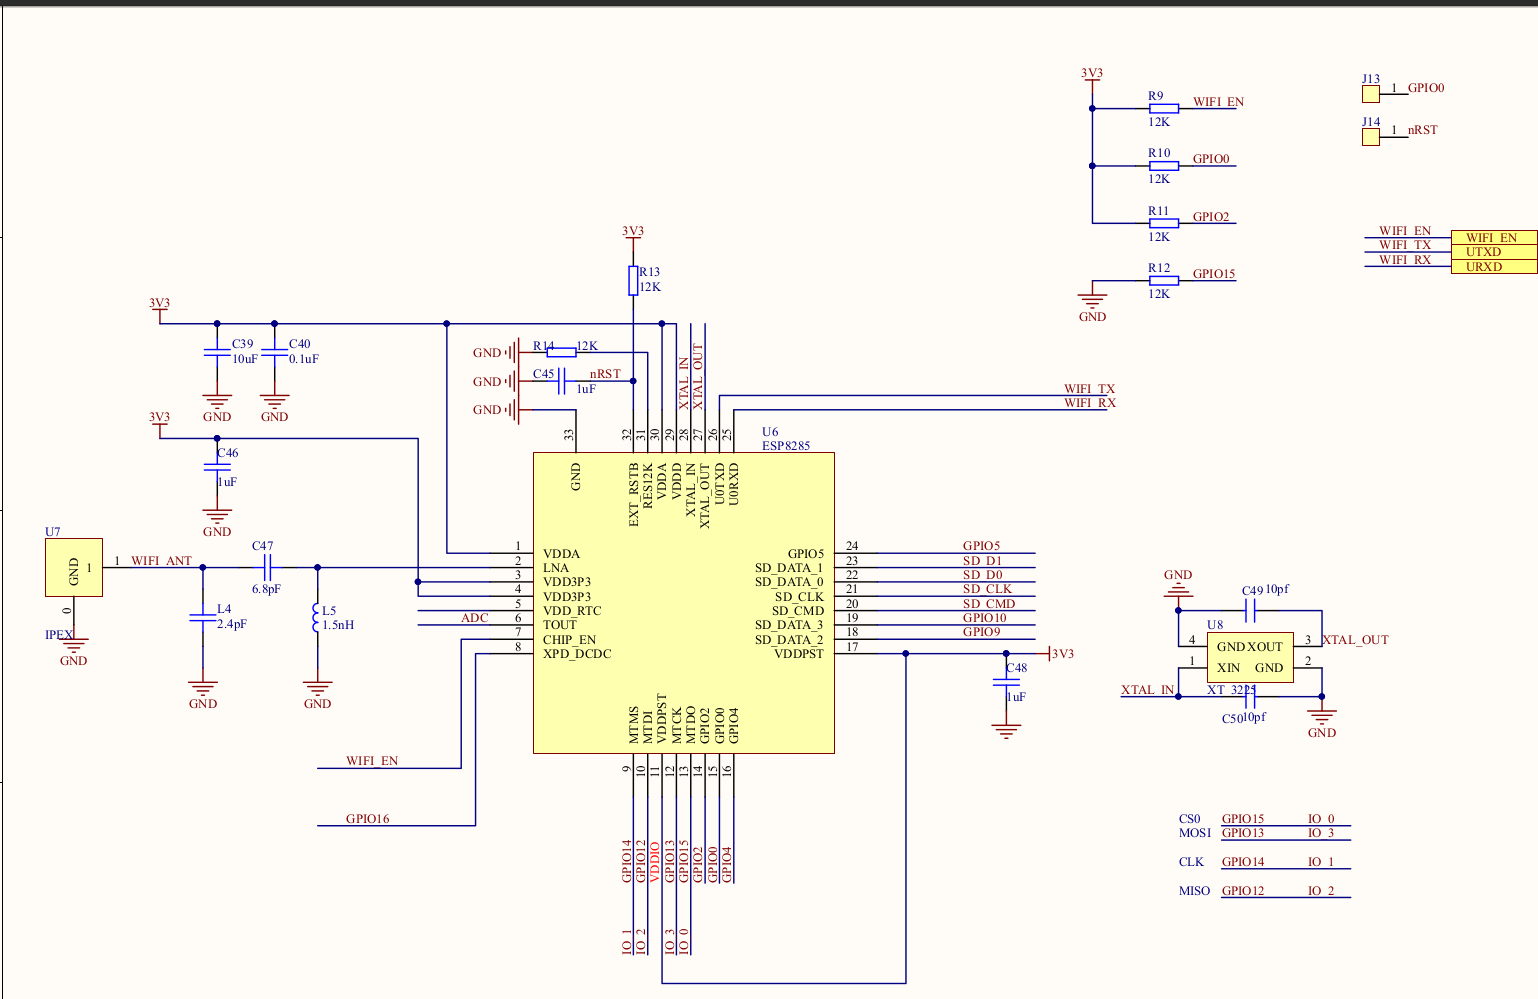 3V3
R9
WIFI_EN
12K
R10
GPIO0
12K
R11
GPIO2
12K
R12
GPIO15
12K
GND
J13
1
GPIO0
J14
1
nRST
WIFI_EN
WIFI_TX
WIFI_RX
WIFI_EN
UTXD
URXD
3V3
R13
12K
3V3
C39
10uF
C40
0.1uF
GND
GND
GND
R14
12K
GND
C45
nRST
1uF
GND
XTAL_IN
XTAL_OUT
WIFI_TX
WIFI_RX
3V3
C46
1uF
GND
U6
ESP8285
33
32
31
30
29
28
27
26
25
GND
EXT_RSTB
RES12K
VDDA
VDDD
XTAL_IN
XTAL_OUT
U0TXD
U0RXD
1 VDDA
2 LNA
3 VDD3P3
4 VDD3P3
5 VDD_RTC
ADC 6 TOUT
7 CHIP_EN
8 XPD_DCDC
GPIO5 24 GPIO5
SD_DATA_1 23 SD_D1
SD_DATA_0 22 SD_D0
SD_CLK 21 SD_CLK
SD_CMD 20 SD_CMD
SD_DATA_3 19 GPIO10
SD_DATA_2 18 GPIO9
VDDPST 17
3V3
C48
1uF
U7
GND
1
1
WIFI_ANT
0
IPEX
GND
C47
6.8pF
L4
2.4pF
GND
L5
1.5nH
GND
WIFI_EN
GPIO16
MTMS
MTDI
VDDPST
MTCK
MTDO
GPIO2
GPIO0
GPIO4
9
10
11
12
13
14
15
16
GPIO14
GPIO12
VDDIO
GPIO13
GPIO15
GPIO2
GPIO0
GPIO4
IO_1
IO_2
IO_3
IO_0
GND
C49
10pf
U8
4 GND XOUT 3
XTAL_OUT
1 XIN GND 2
XTAL_IN
XT_3225
C50
10pf
GND
CS0 GPIO15 IO_0
MOSI GPIO13 IO_3
CLK GPIO14 IO_1
MISO GPIO12 IO_2